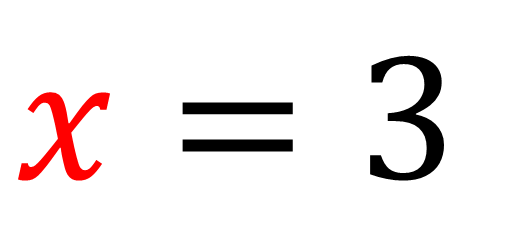 x = 3